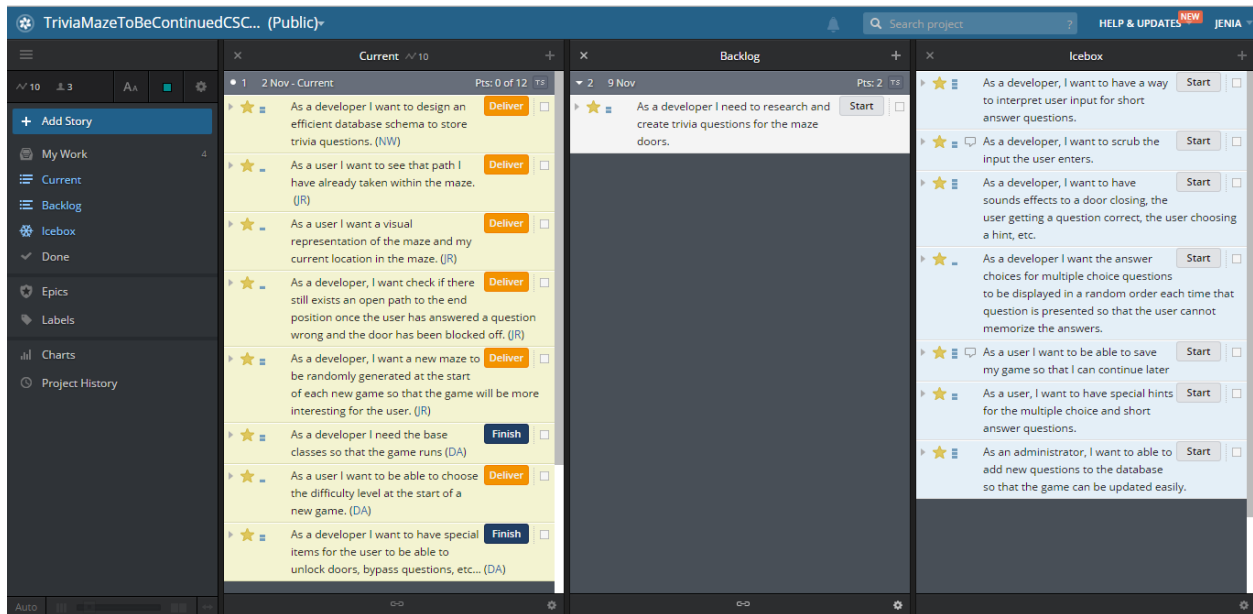 TriviaMazeToBeContinuedCSC... (Public)
Search project
?
HELP & UPDATES
NEW
JENIA
10
3
AA
+ Add Story
My Work 4
Current
Backlog
Icebox
Done
Epics
Labels
Charts
Project History
Auto
× Current 10 +
1 2 Nov - Current Pts: 0 of 12 TS
As a developer I want to design an
efficient database schema to store
trivia questions. (NW)
Deliver
As a user I want to see that path I
have already taken within the maze.
(JR)
Deliver
As a user I want a visual
representation of the maze and my
current location in the maze. (JR)
Deliver
As a developer, I want check if there
still exists an open path to the end
position once the user has answered a question
wrong and the door has been blocked off. (JR)
Deliver
As a developer, I want a new maze to
be randomly generated at the start
of each new game so that the game will be more
interesting for the user. (JR)
Deliver
As a developer I need the base
classes so that the game runs (DA)
Finish
As a user I want to be able to choose
the difficulty level at the start of a
new game. (DA)
Deliver
As a developer I want to have special
items for the user to be able to
unlock doors, bypass questions, etc... (DA)
Finish
× Backlog +
2 9 Nov Pts: 2 TS
As a developer I need to research and
create trivia questions for the maze
doors.
Start
× Icebox +
As a developer, I want to have a way
to interpret user input for short
answer questions.
Start
As a developer, I want to scrub the
input the user enters.
Start
As a developer, I want to have
sounds effects to a door closing, the
user getting a question correct, the user choosing
a hint, etc.
Start
As a developer I want the answer
choices for multiple choice questions
to be displayed in a random order each time that
question is presented so that the user cannot
memorize the answers.
Start
As a user I want to be able to save
my game so that I can continue later
Start
As a user, I want to have special hints
for the multiple choice and short
answer questions.
Start
As an administrator, I want to able to
add new questions to the database
so that the game can be updated easily.
Start